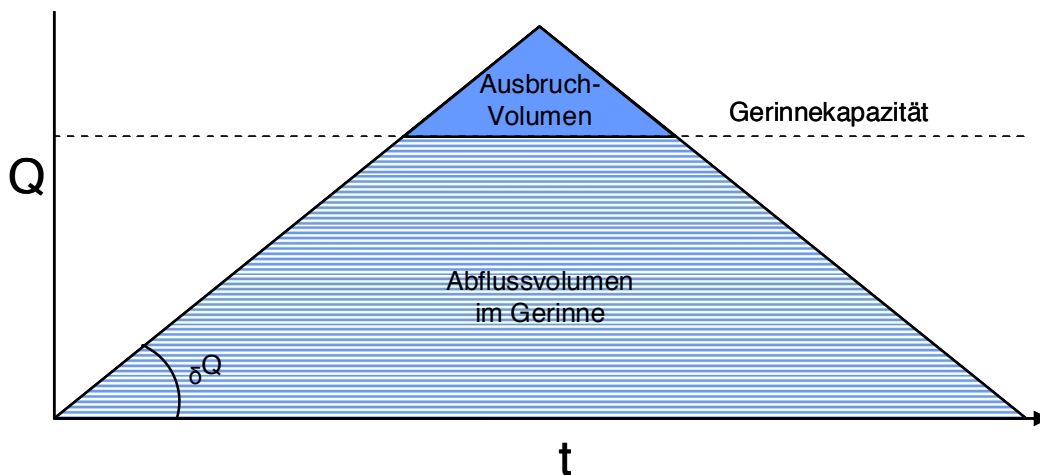 Ausbruch-
Volumen
Gerinnekapazität
Q
Abflussvolumen
im Gerinne
δQ
t